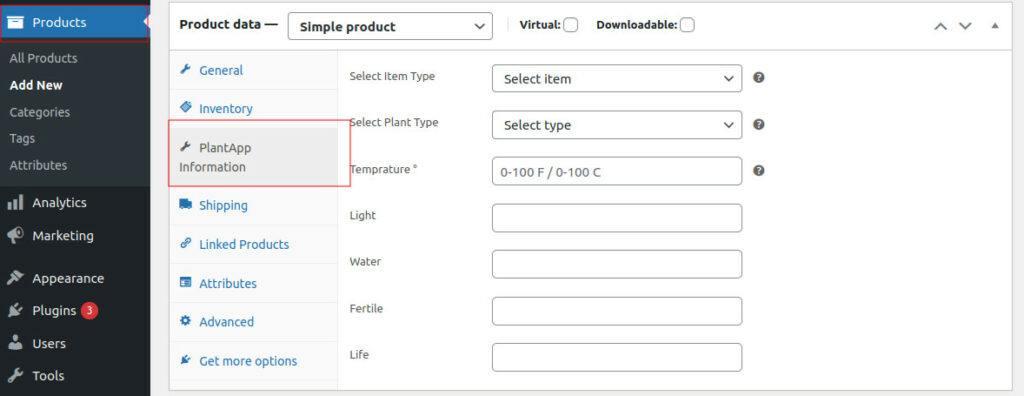 Products
All Products
Add New
Categories
Tags
Attributes
Analytics
Marketing
Appearance
Plugins 3
Users
Tools
Product data — Simple product Virtual: Downloadable:
General
Inventory
PlantApp
Information
Shipping
Linked Products
Attributes
Advanced
Get more options
Select Item Type Select item ?
Select Plant Type Select type ?
Temprature ° 0-100 F / 0-100 C ?
Light
Water
Fertile
Life